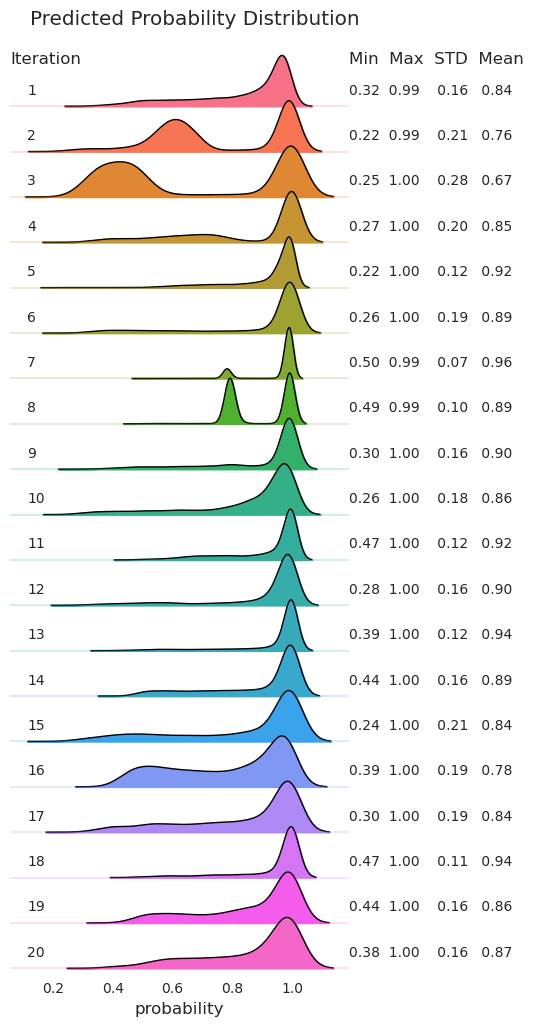 Predicted Probability Distribution
Iteration Min Max STD Mean
1 0.32 0.99 0.16 0.84
2 0.22 0.99 0.21 0.76
3 0.25 1.00 0.28 0.67
4 0.27 1.00 0.20 0.85
5 0.22 1.00 0.12 0.92
6 0.26 1.00 0.19 0.89
7 0.50 0.99 0.07 0.96
8 0.49 0.99 0.10 0.89
9 0.30 1.00 0.16 0.90
10 0.26 1.00 0.18 0.86
11 0.47 1.00 0.12 0.92
12 0.28 1.00 0.16 0.90
13 0.39 1.00 0.12 0.94
14 0.44 1.00 0.16 0.89
15 0.24 1.00 0.21 0.84
16 0.39 1.00 0.19 0.78
17 0.30 1.00 0.19 0.84
18 0.47 1.00 0.11 0.94
19 0.44 1.00 0.16 0.86
20 0.38 1.00 0.16 0.87
0.2 0.4 0.6 0.8 1.0
probability